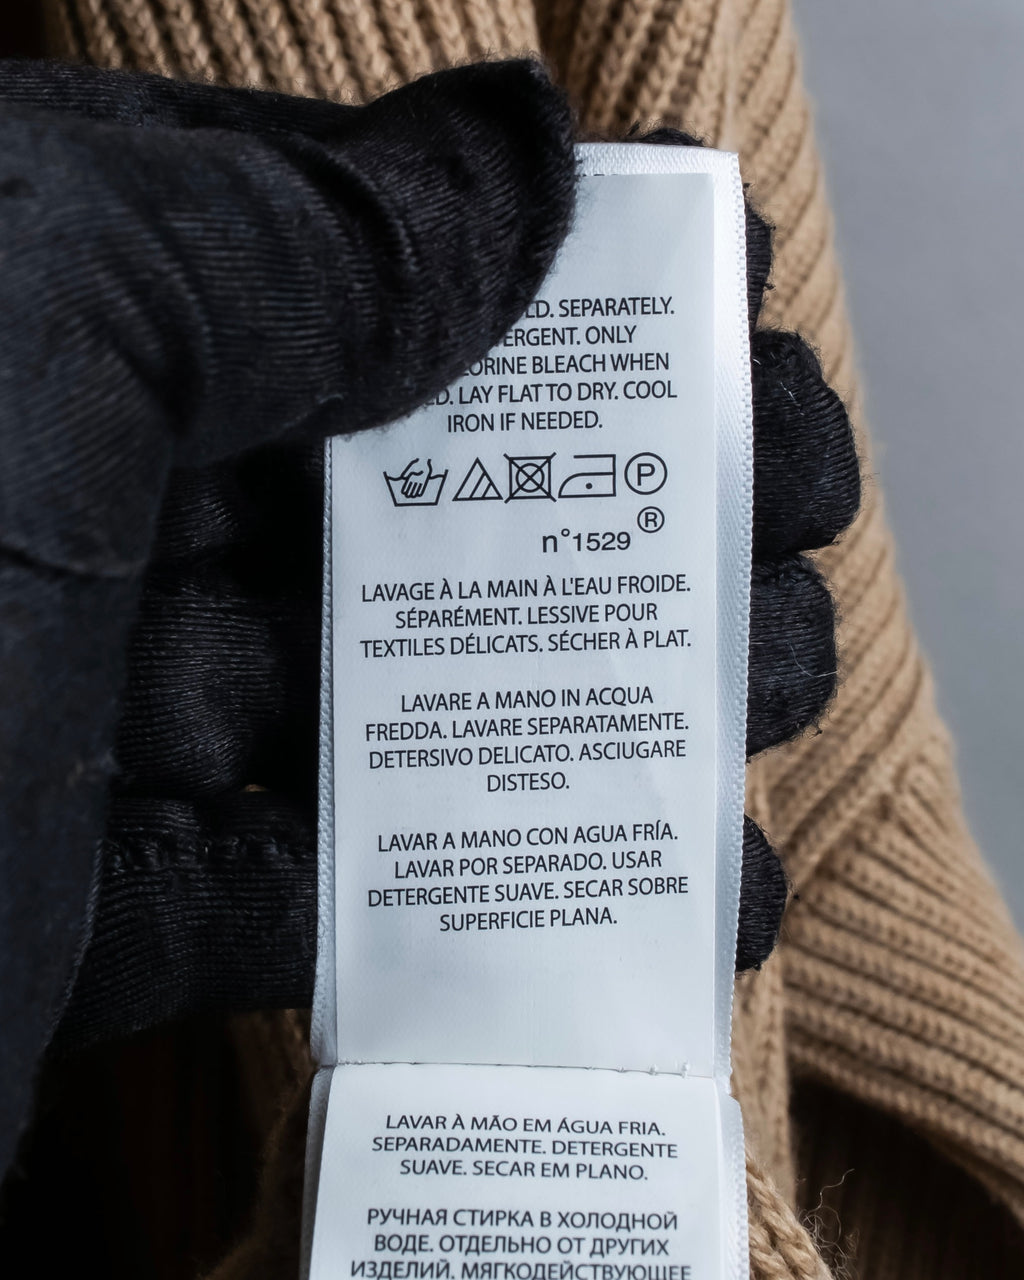 SEPARATELY.
ONLY
BLEACH WHEN
LAY FLAT TO DRY. COOL
IRON IF NEEDED.
P
n°1529 ®
LAVAGE À LA MAIN À L'EAU FROIDE.
SÉPARÉMENT. LESSIVE POUR
TEXTILES DÉLICATS. SÉCHER À PLAT.
LAVARE A MANO IN ACQUA
FREDDA. LAVARE SEPARATAMENTE.
DETERSIVO DELICATO. ASCIUGARE
DISTESO.
LAVAR A MANO CON AGUA FRÍA.
LAVAR POR SEPARADO. USAR
DETERGENTE SUAVE. SECAR SOBRE
SUPERFICIE PLANA.
LAVAR À MÃO EM ÁGUA FRIA.
SEPARADAMENTE. DETERGENTE
SUAVE. SECAR EM PLANO.
РУЧНАЯ СТИРКА В ХОЛОДНОЙ
ВОДЕ. ОТДЕЛЬНО ОТ ДРУГИХ
ИЗДЕЛИЙ. МЯГКОДЕЙСТВУЮЩЕЕ